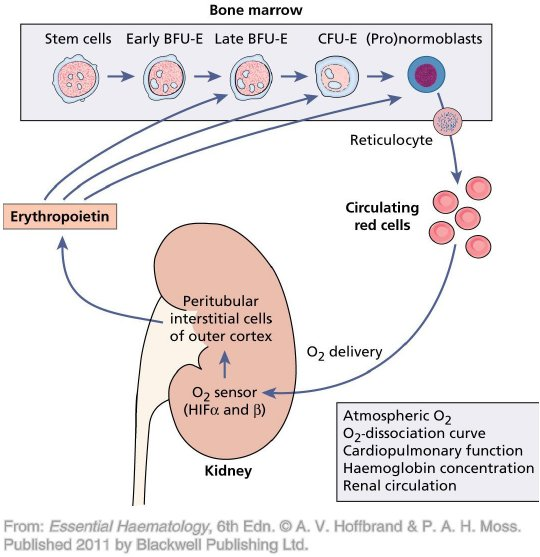 Bone marrow
Stem cells Early BFU-E Late BFU-E CFU-E (Pro)normoblasts
Reticulocyte
Erythropoietin
Circulating
red cells
Peritubular
interstitial cells
of outer cortex
O2 delivery
O2 sensor
(HIFα and β)
Kidney
Atmospheric O2
O2-dissociation curve
Cardiopulmonary function
Haemoglobin concentration
Renal circulation
From: Essential Haematology, 6th Edn. © A. V. Hoffbrand & P. A. H. Moss.
Published 2011 by Blackwell Publishing Ltd.